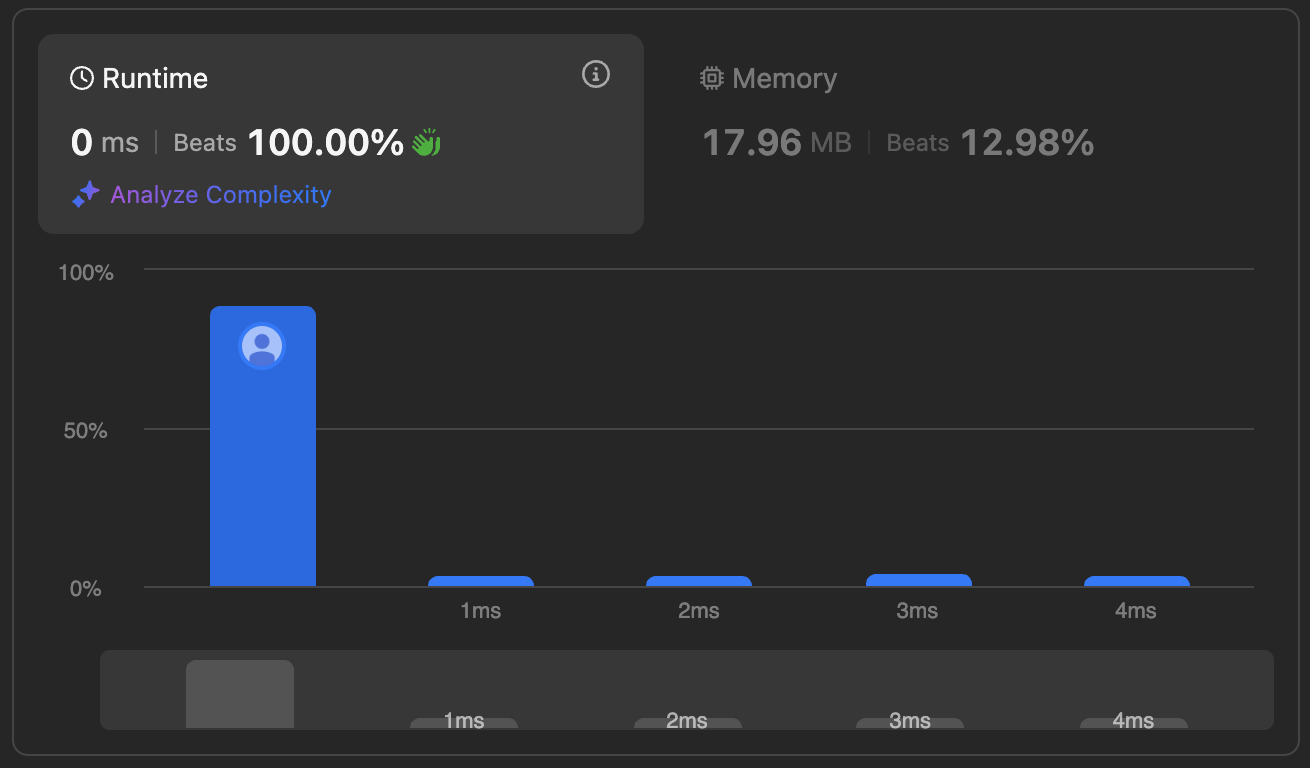 Runtime
0 ms | Beats 100.00%
Analyze Complexity
Memory
17.96 MB | Beats 12.98%
100%
50%
0%
1ms 2ms 3ms 4ms
1ms 2ms 3ms 4ms